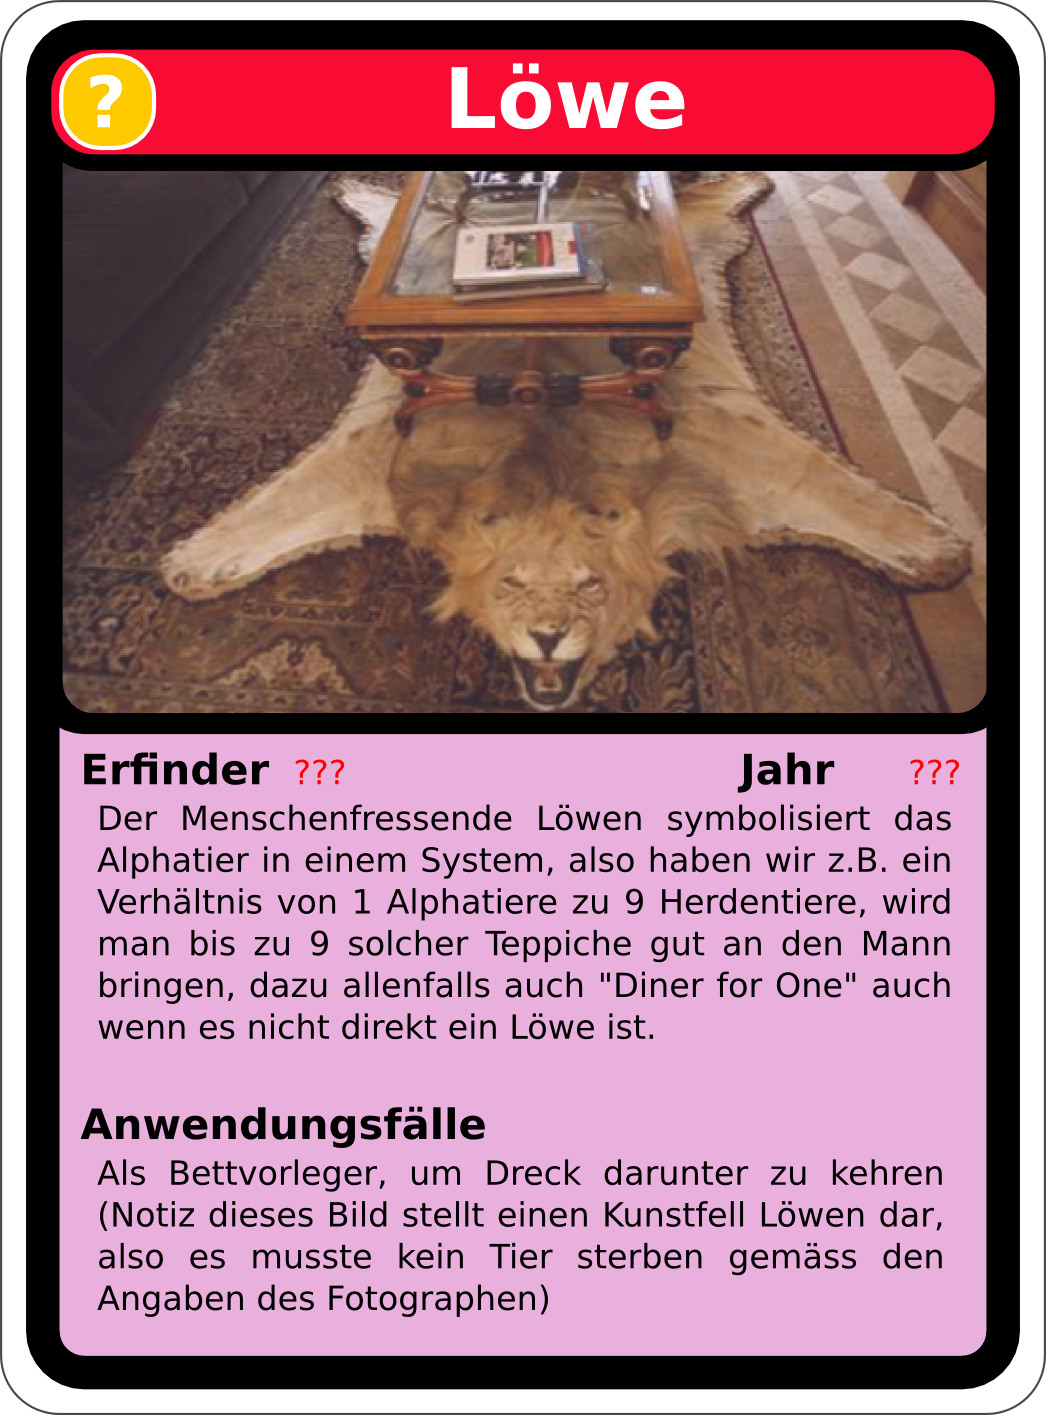 ?
Löwe
Erfinder ??? Jahr ???
Der Menschenfressende Löwen symbolisiert das
Alphatier in einem System, also haben wir z.B. ein
Verhältnis von 1 Alphatiere zu 9 Herdentiere, wird
man bis zu 9 solcher Teppiche gut an den Mann
bringen, dazu allenfalls auch "Diner for One" auch
wenn es nicht direkt ein Löwe ist.
Anwendungsfälle
Als Bettvorleger, um Dreck darunter zu kehren
(Notiz dieses Bild stellt einen Kunstfell Löwen dar,
also es musste kein Tier sterben gemäss den
Angaben des Fotographen)